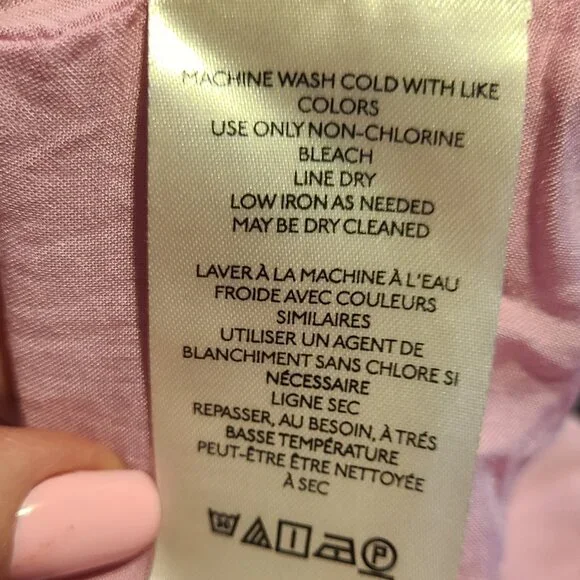 MACHINE WASH COLD WITH LIKE
COLORS
USE ONLY NON-CHLORINE
BLEACH
LINE DRY
LOW IRON AS NEEDED
MAY BE DRY CLEANED
LAVER À LA MACHINE À L'EAU
FROIDE AVEC COULEURS
SIMILAIRES
UTILISER UN AGENT DE
BLANCHIMENT SANS CHLORE SI
NÉCESSAIRE
LIGNE SEC
REPASSER, AU BESOIN, À TRÉS
BASSE TEMPÉRATURE
PEUT-ÊTRE ÊTRE NETTOYÉE
À SEC
30 P